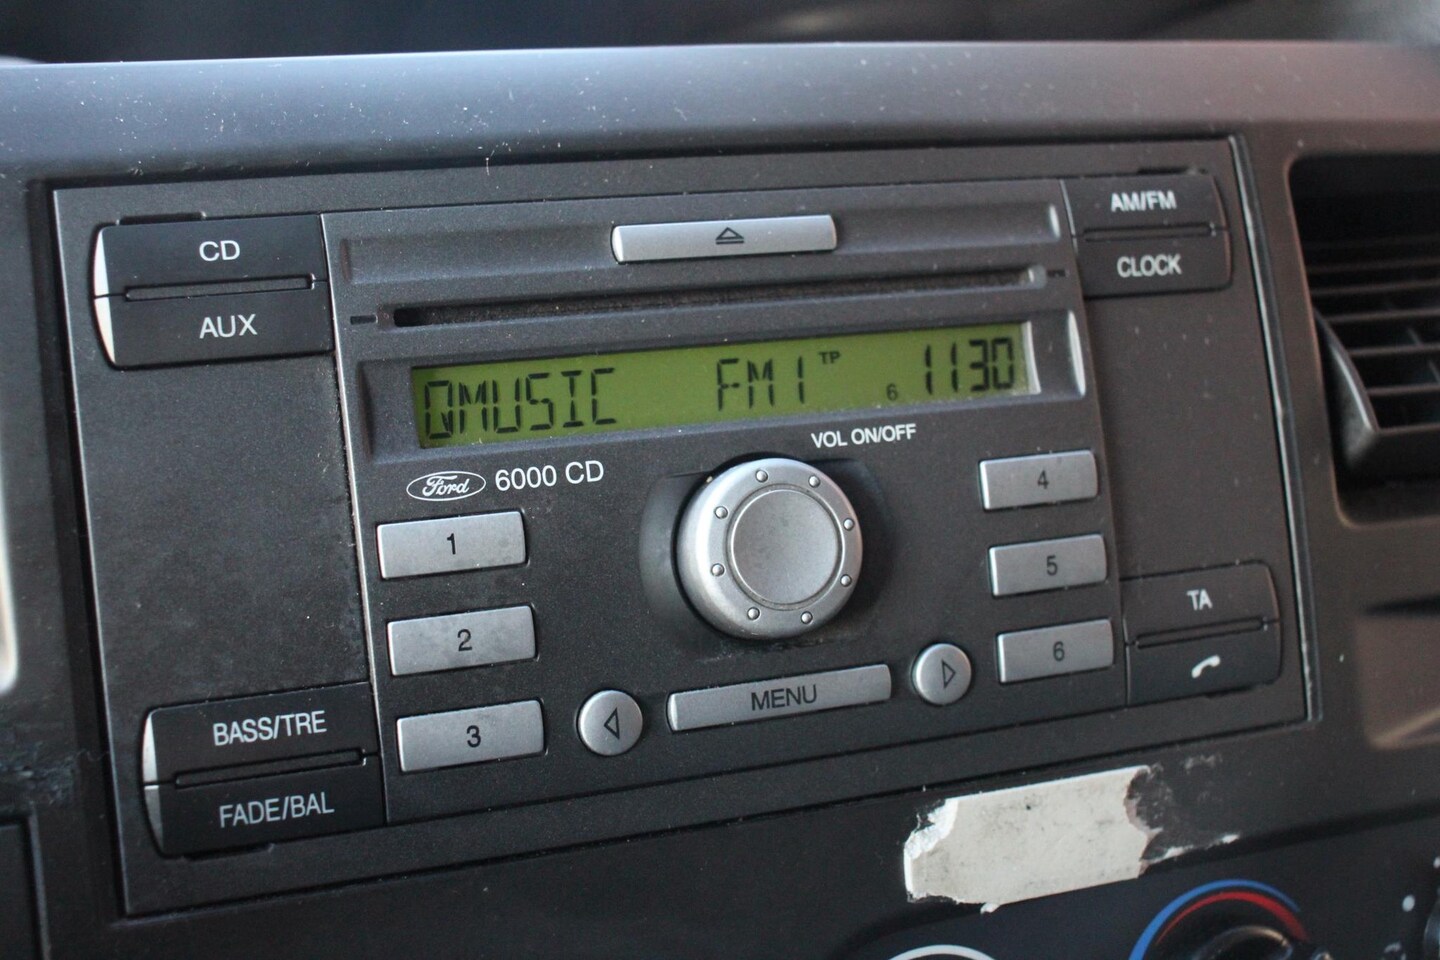 CD
AUX
AM/FM
CLOCK
QMUSIC FM1 TP 6 1130
VOL ON/OFF
Ford 6000 CD
1
2
3
4
5
6
MENU
TA
BASS/TRE
FADE/BAL